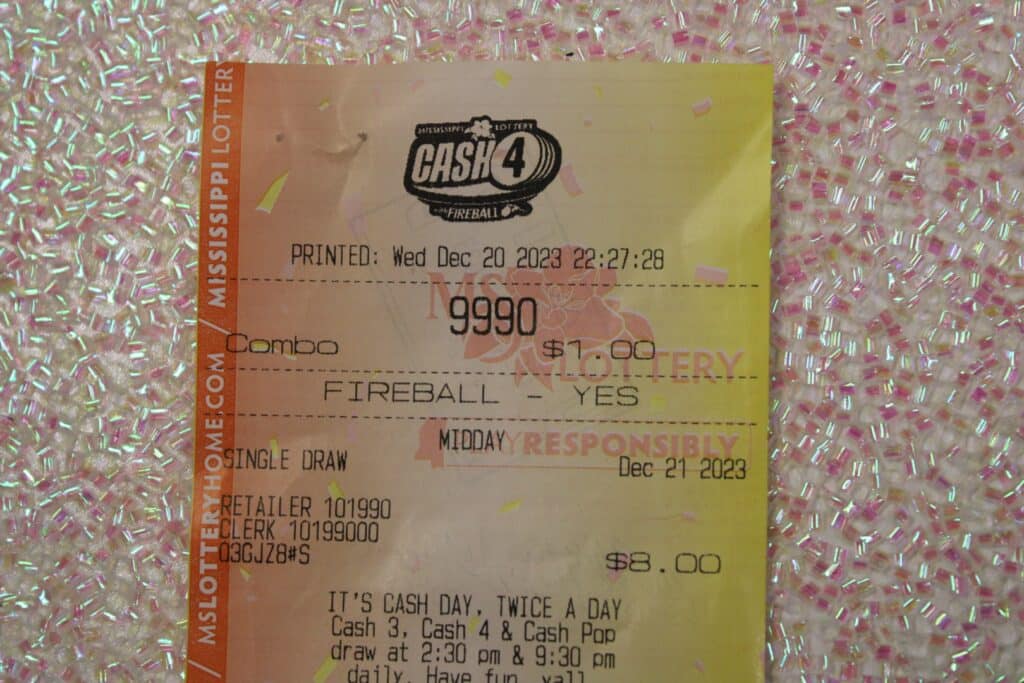 MISSISSIPPI LOTTERY
CASH 4
with FIREBALL
PRINTED: Wed Dec 20 2023 22:27:28
9990
Combo $1.00
FIREBALL - YES
MIDDAY
SINGLE DRAW Dec 21 2023
RETAILER 101990
CLERK 10199000
Q3GJZ8#S
$8.00
IT'S CASH DAY, TWICE A DAY
Cash 3, Cash 4 & Cash Pop
draw at 2:30 pm & 9:30 pm
daily. Have fun, yall
MS
LOTTERY
RESPONSIBLY
/ MSLOTTERYHOME.COM / MISSISSIPPI LOTTER